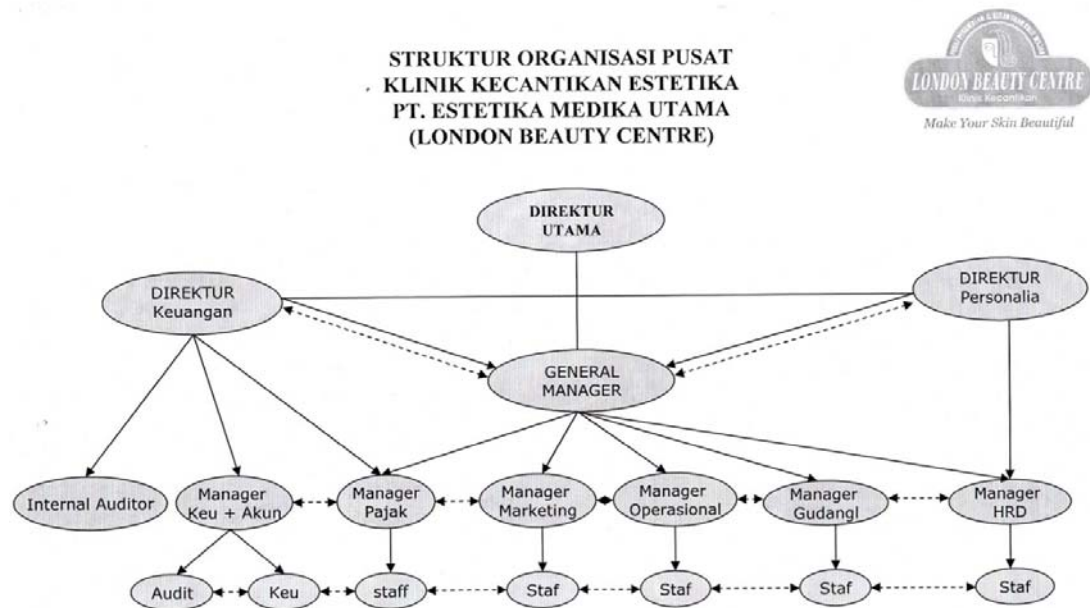 STRUKTUR ORGANISASI PUSAT
KLINIK KECANTIKAN ESTETIKA
PT. ESTETIKA MEDIKA UTAMA
(LONDON BEAUTY CENTRE)
LONDON BEAUTY CENTRE
Klinik Kecantikan
Make Your Skin Beautiful
DIREKTUR
UTAMA
DIREKTUR
Keuangan
DIREKTUR
Personalia
GENERAL
MANAGER
Internal Auditor
Manager
Keu + Akun
Manager
Pajak
Manager
Marketing
Manager
Operasional
Manager
Gudangl
Manager
HRD
Audit
Keu
staff
Staf
Staf
Staf
Staf